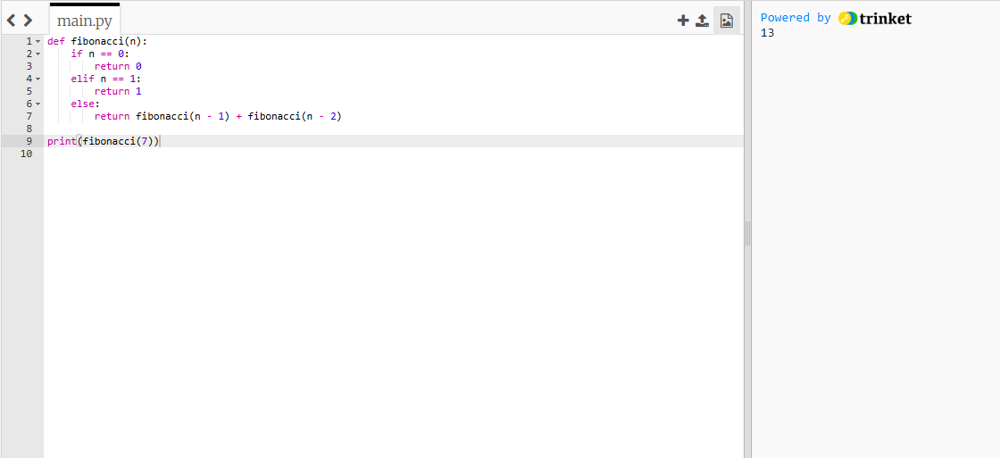 main.py
1 def fibonacci(n):
2     if n == 0:
3         return 0
4     elif n == 1:
5         return 1
6     else:
7         return fibonacci(n - 1) + fibonacci(n - 2)
8
9 print(fibonacci(7))
10
Powered by trinket
13